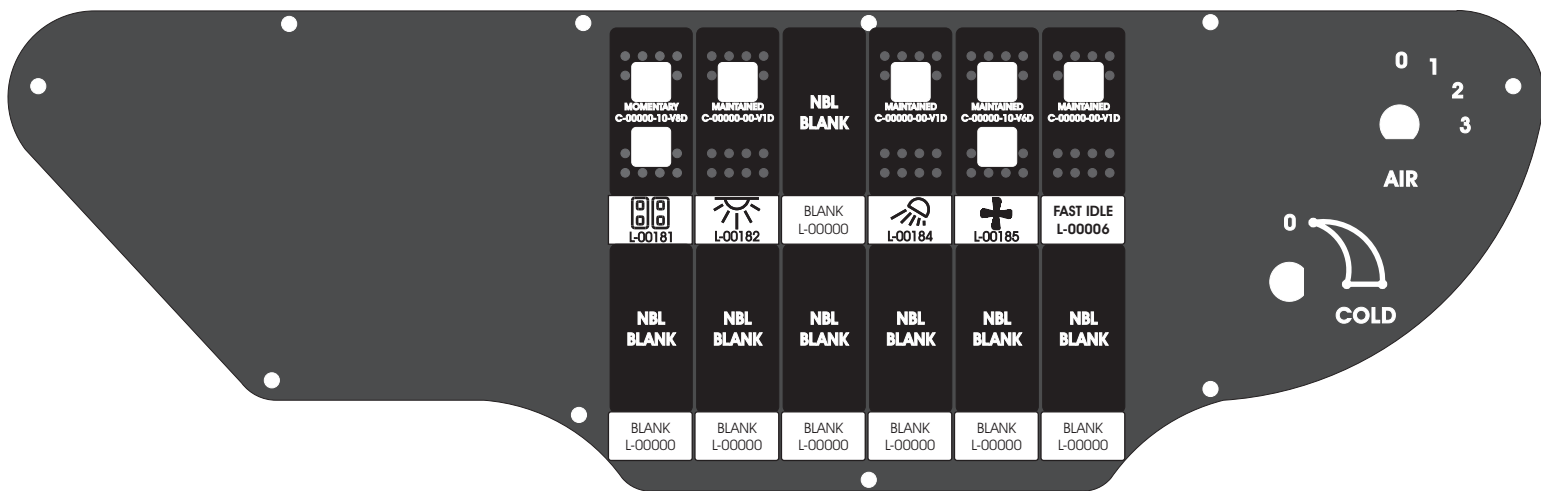 MOMENTARY
C-00000-10-V8D
MAINTAINED
C-00000-00-V1D
NBL
BLANK
MAINTAINED
C-00000-00-V1D
MAINTAINED
C-00000-10-V6D
MAINTAINED
C-00000-00-V1D
0
1
2
3
AIR
L-00181
L-00182
BLANK
L-00000
L-00184
L-00185
FAST IDLE
L-00006
0
COLD
NBL
BLANK
NBL
BLANK
NBL
BLANK
NBL
BLANK
NBL
BLANK
NBL
BLANK
BLANK
L-00000
BLANK
L-00000
BLANK
L-00000
BLANK
L-00000
BLANK
L-00000
BLANK
L-00000